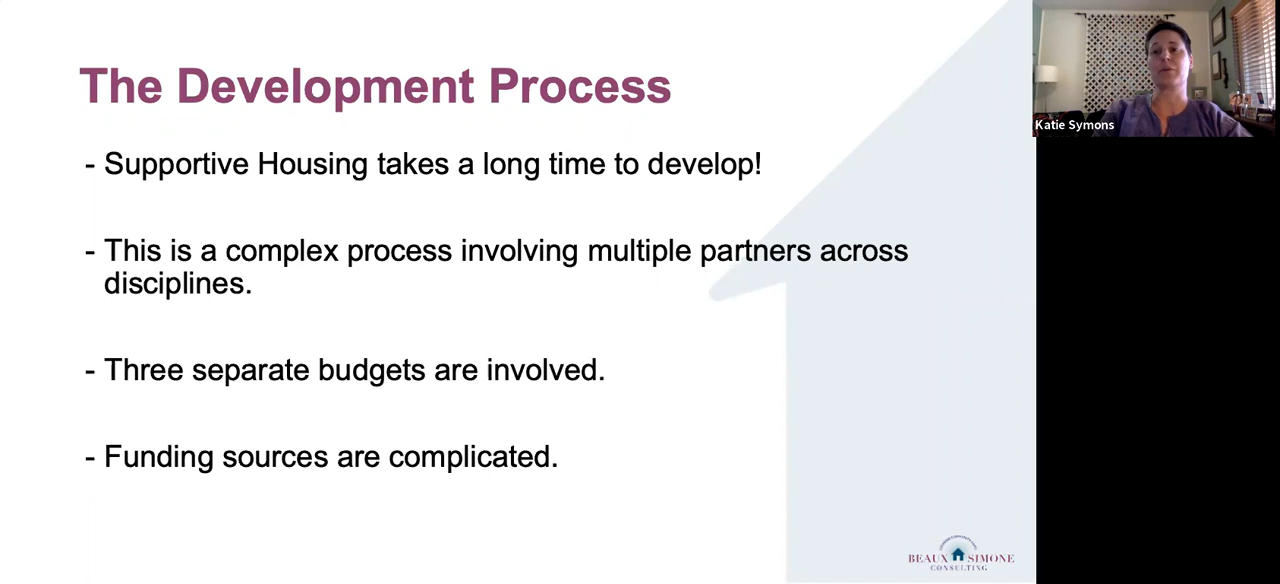 The Development Process
- Supportive Housing takes a long time to develop!
- This is a complex process involving multiple partners across
disciplines.
- Three separate budgets are involved.
- Funding sources are complicated.
Katie Symons
BEAUX SIMONE
CONSULTING